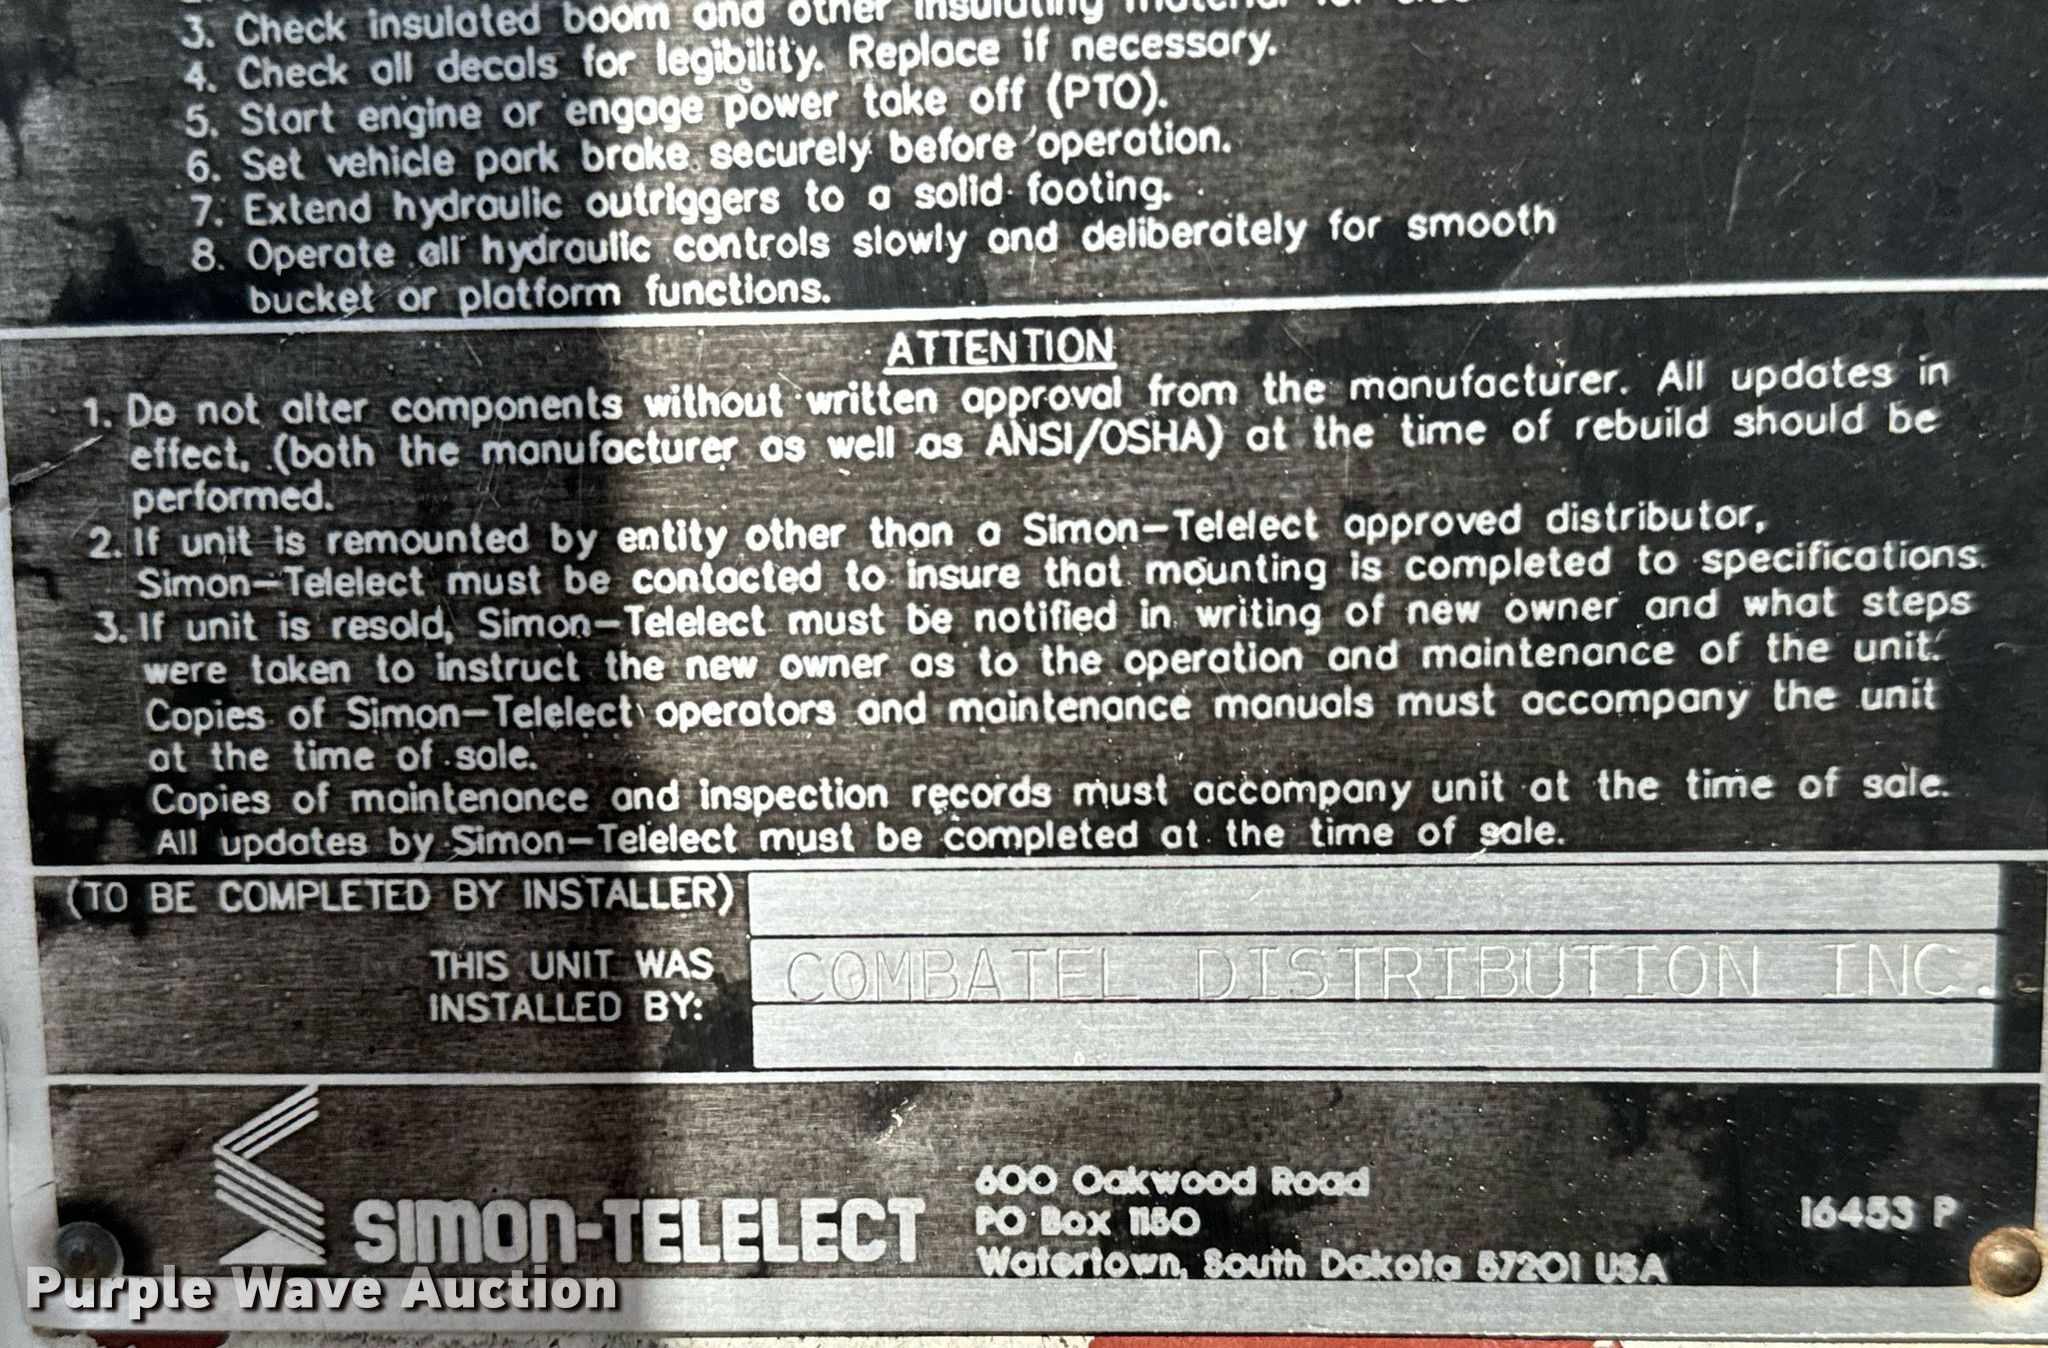 3. Check insulated boom and other insulating material for
4. Check all decals for legibility. Replace if necessary.
5. Start engine or engage power take off (PTO).
6. Set vehicle park brake securely before operation.
7. Extend hydraulic outriggers to a solid footing.
8. Operate all hydraulic controls slowly and deliberately for smooth
bucket or platform functions.
ATTENTION
1. Do not alter components without written approval from the manufacturer. All updates in
effect, (both the manufacturer as well as ANSI/OSHA) at the time of rebuild should be
performed.
2. If unit is remounted by entity other than a Simon-Telelect approved distributor,
Simon-Telelect must be contacted to insure that mounting is completed to specifications.
3. If unit is resold, Simon-Telelect must be notified in writing of new owner and what steps
were taken to instruct the new owner as to the operation and maintenance of the unit.
Copies of Simon-Telelect operators and maintenance manuals must accompany the unit
at the time of sale.
Copies of maintenance and inspection records must accompany unit at the time of sale.
All updates by Simon-Telelect must be completed at the time of sale.
(TO BE COMPLETED BY INSTALLER)
THIS UNIT WAS
INSTALLED BY:
COMBATEL DISTRIBUTION INC.
SIMON-TELELECT
600 Oakwood Road
PO Box 1150
Watertown, South Dakota 57201 USA
16453 P
Purple Wave Auction